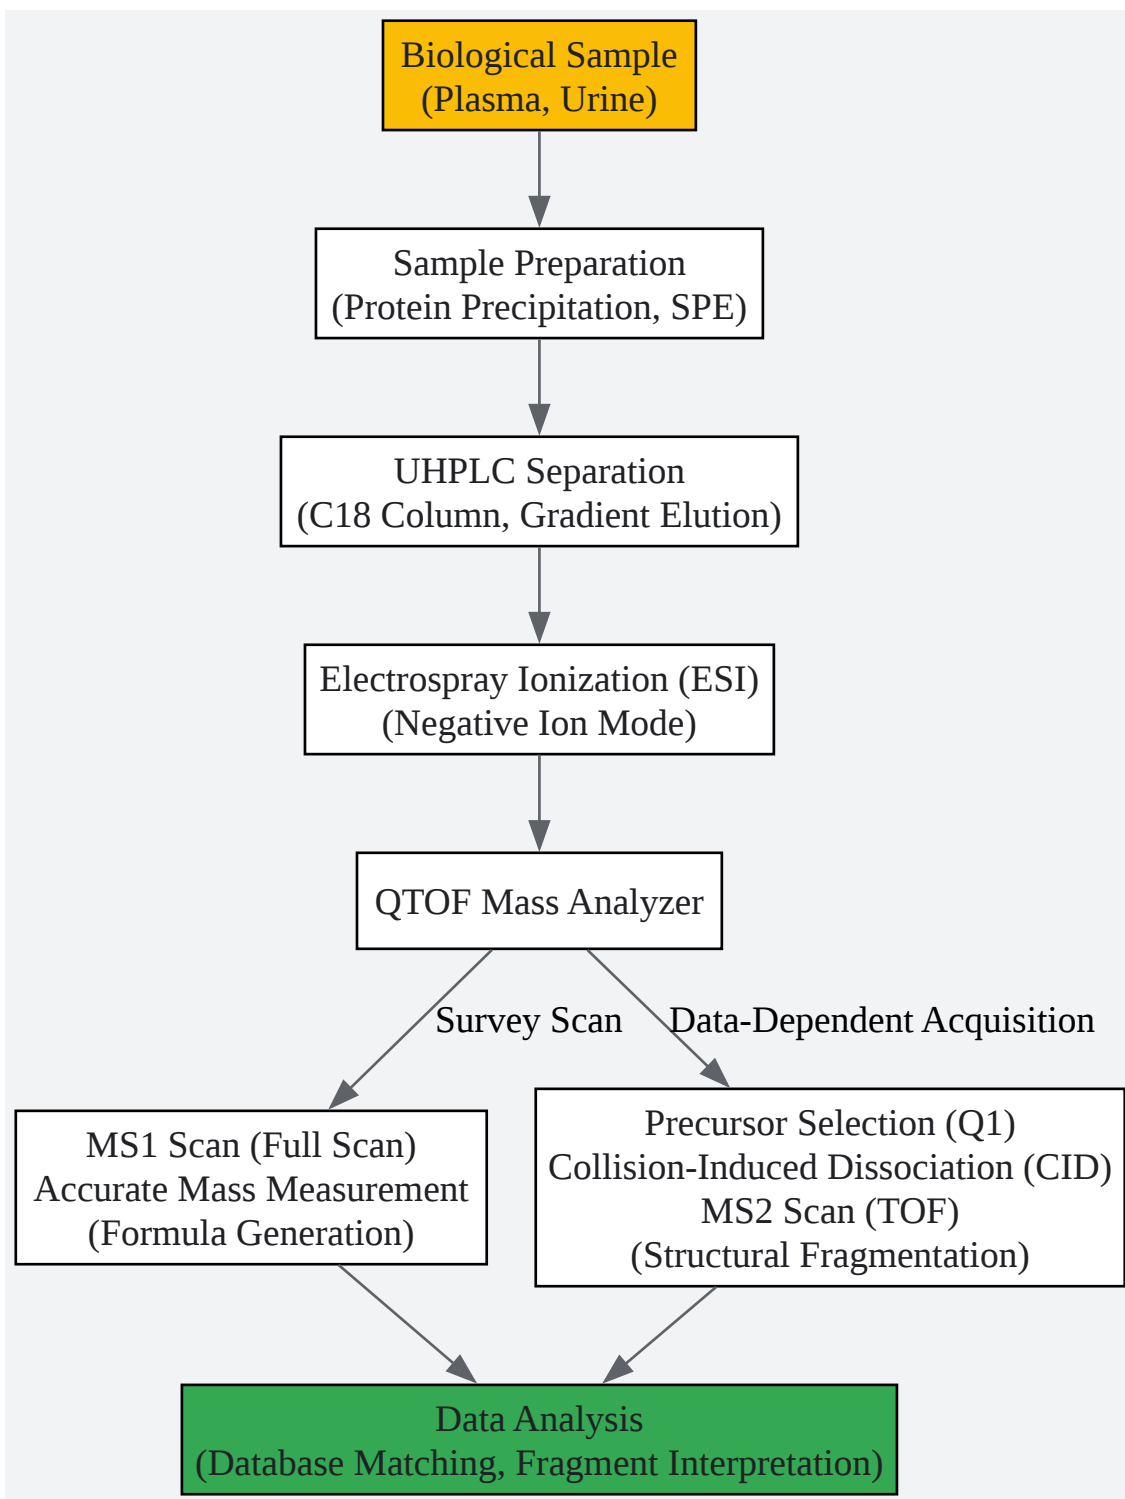 Biological Sample
(Plasma, Urine)
Sample Preparation
(Protein Precipitation, SPE)
UHPLC Separation
(C18 Column, Gradient Elution)
Electrospray Ionization (ESI)
(Negative Ion Mode)
QTOF Mass Analyzer
Survey Scan
Data-Dependent Acquisition
MS1 Scan (Full Scan)
Accurate Mass Measurement
(Formula Generation)
Precursor Selection (Q1)
Collision-Induced Dissociation (CID)
MS2 Scan (TOF)
(Structural Fragmentation)
Data Analysis
(Database Matching, Fragment Interpretation)